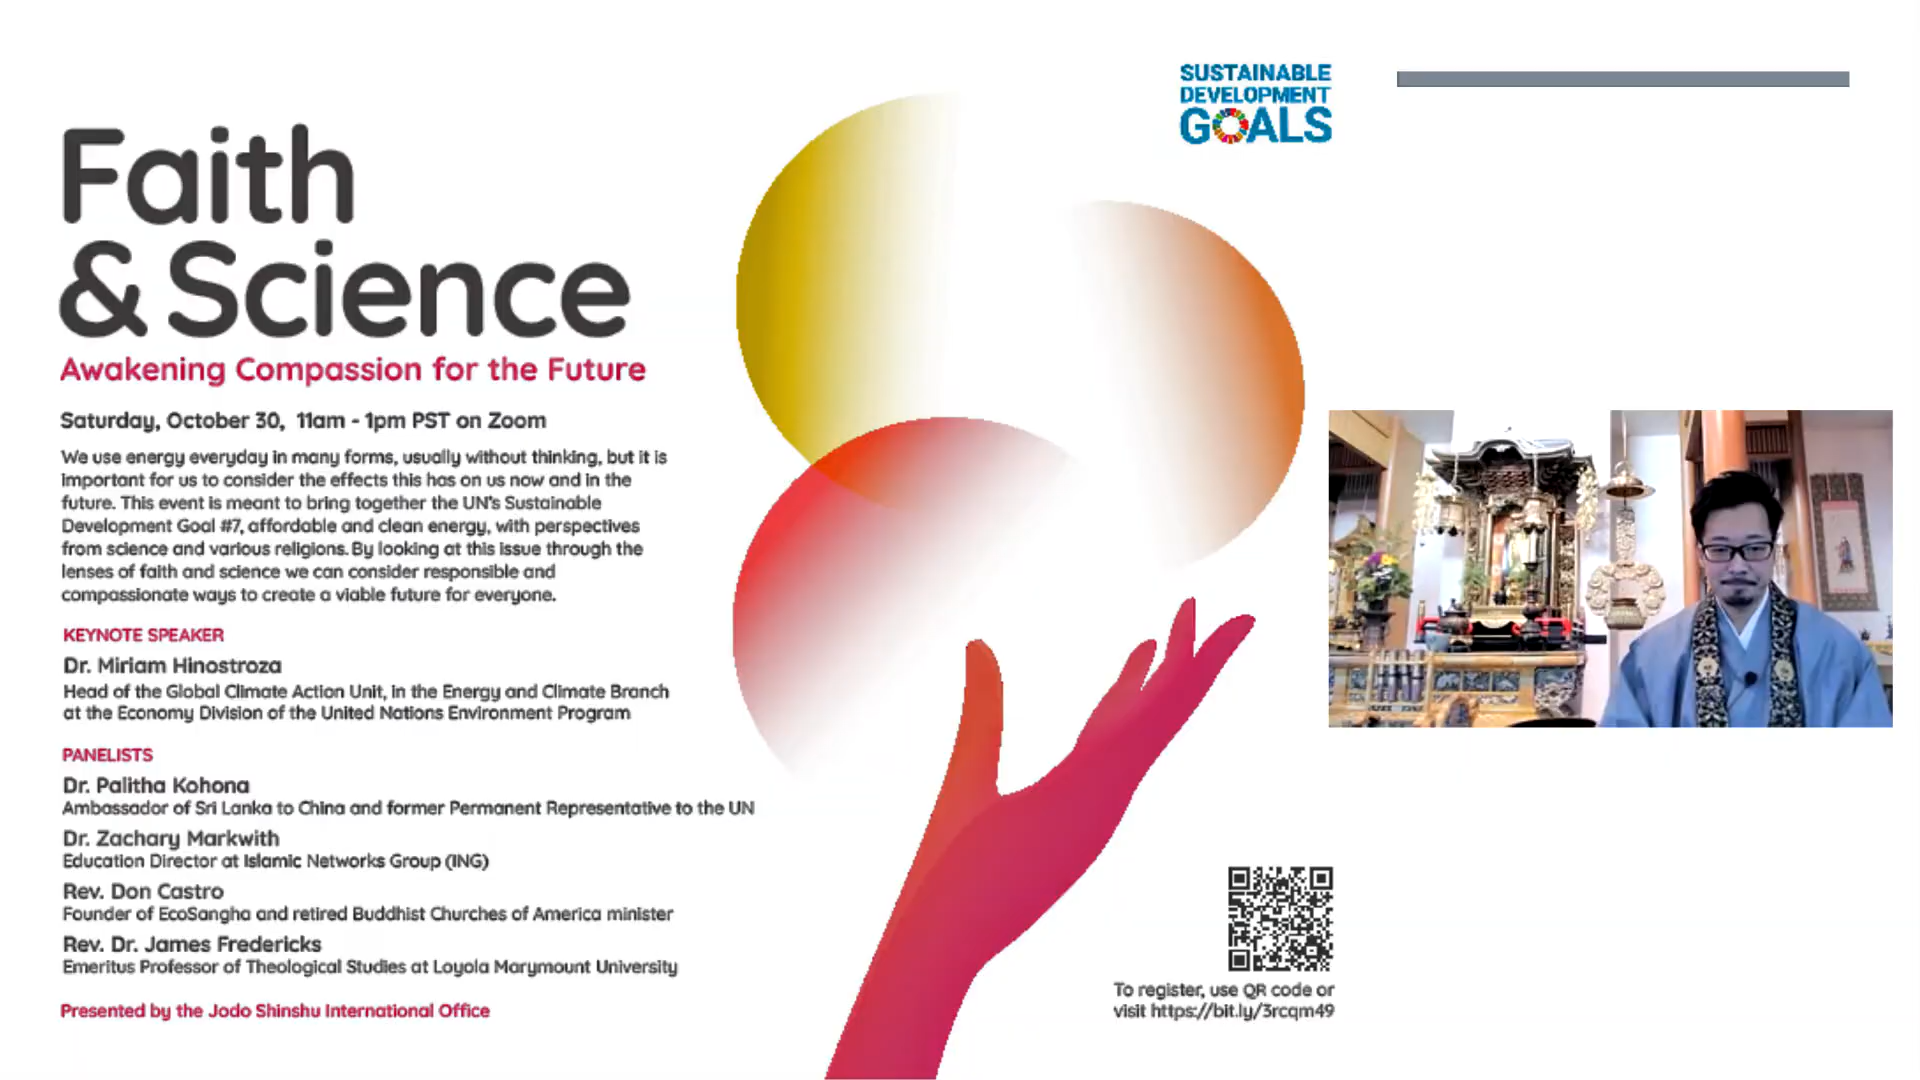 Faith
& Science
Awakening Compassion for the Future
Saturday, October 30, 11am - 1pm PST on Zoom
We use energy everyday in many forms, usually without thinking, but it is
important for us to consider the effects this has on us now and in the
future. This event is meant to bring together the UN's Sustainable
Development Goal #7, affordable and clean energy, with perspectives
from science and various religions. By looking at this issue through the
lenses of faith and science we can consider responsible and
compassionate ways to create a viable future for everyone.
KEYNOTE SPEAKER
Dr. Miriam Hinostroza
Head of the Global Climate Action Unit, in the Energy and Climate Branch
at the Economy Division of the United Nations Environment Program
PANELISTS
Dr. Palitha Kohona
Ambassador of Sri Lanka to China and former Permanent Representative to the UN
Dr. Zachary Markwith
Education Director at Islamic Networks Group (ING)
Rev. Don Castro
Founder of EcoSangha and retired Buddhist Churches of America minister
Rev. Dr. James Fredericks
Emeritus Professor of Theological Studies at Loyola Marymount University
Presented by the Jodo Shinshu International Office
SUSTAINABLE
DEVELOPMENT
GOALS
To register, use QR code or
visit https://bit.ly/3rcqm49